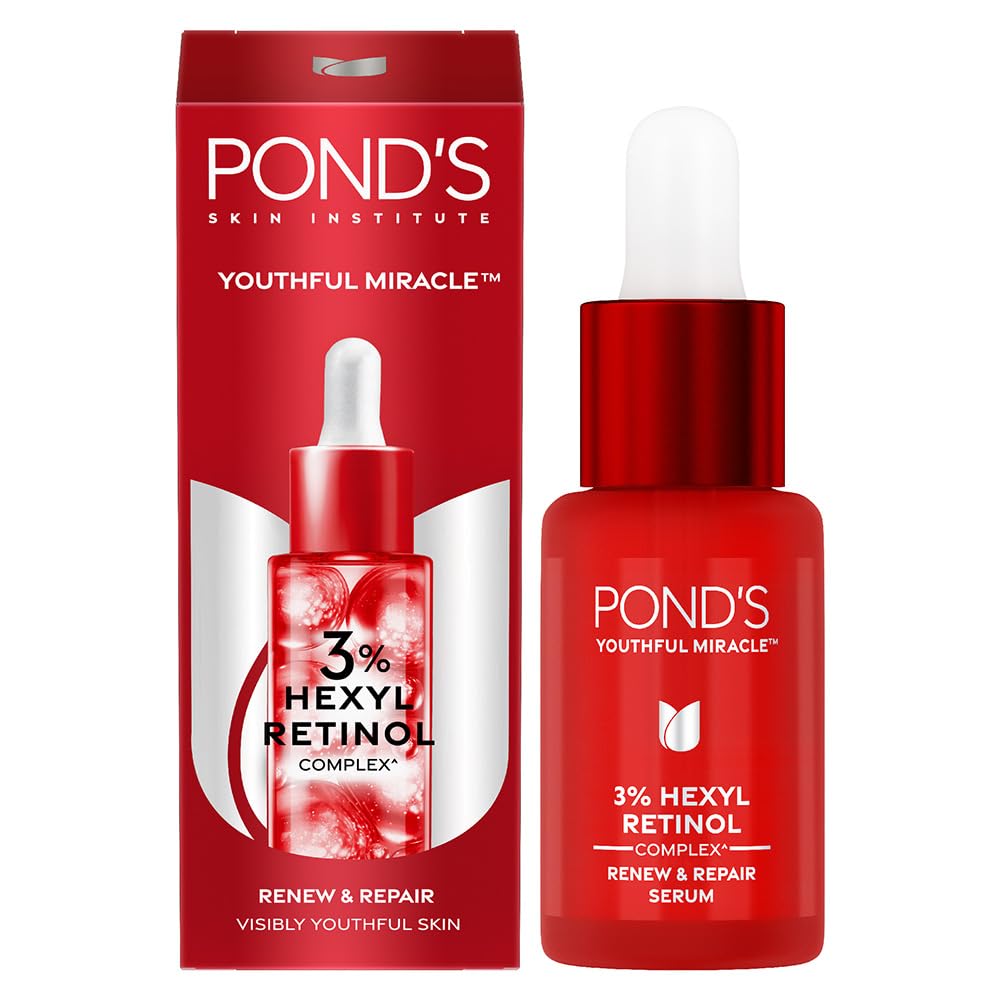 POND'S
SKIN INSTITUTE
YOUTHFUL MIRACLE™
3%
HEXYL
RETINOL
COMPLEX^
RENEW & REPAIR
VISIBLY YOUTHFUL SKIN
POND'S
YOUTHFUL MIRACLE™
3% HEXYL
RETINOL
COMPLEX^
RENEW & REPAIR
SERUM